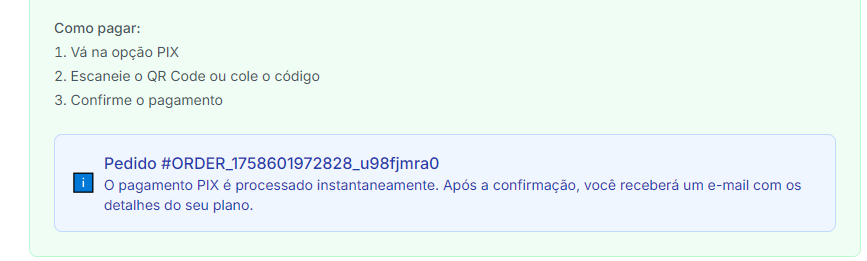 Como pagar:
1. Vá na opção PIX
2. Escaneie o QR Code ou cole o código
3. Confirme o pagamento
Pedido #ORDER_1758601972828_u98fjmra0
i
O pagamento PIX é processado instantaneamente. Após a confirmação, você receberá um e-mail com os
detalhes do seu plano.